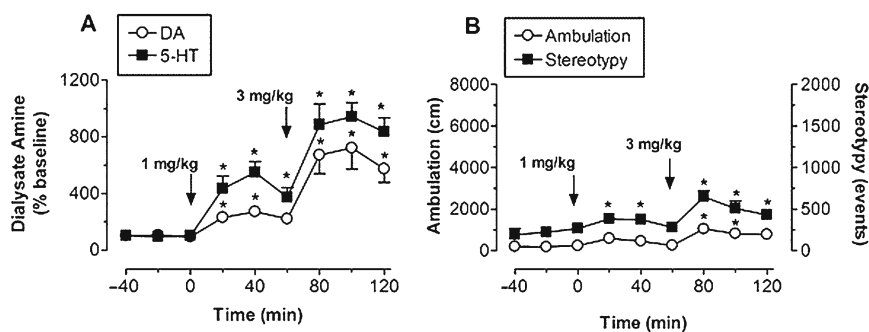 A
DA
5-HT
Dialysate Amine
(% baseline)
1200
800
400
0
1 mg/kg
3 mg/kg
* * * * * *
* * * * *
−40 0 40 80 120
Time (min)
B
Ambulation
Stereotypy
Ambulation (cm)
8000
6000
4000
2000
0
1 mg/kg
3 mg/kg
* * * * *
* *
2000
1500
1000
500
0
Stereotypy
(events)
−40 0 40 80 120
Time (min)